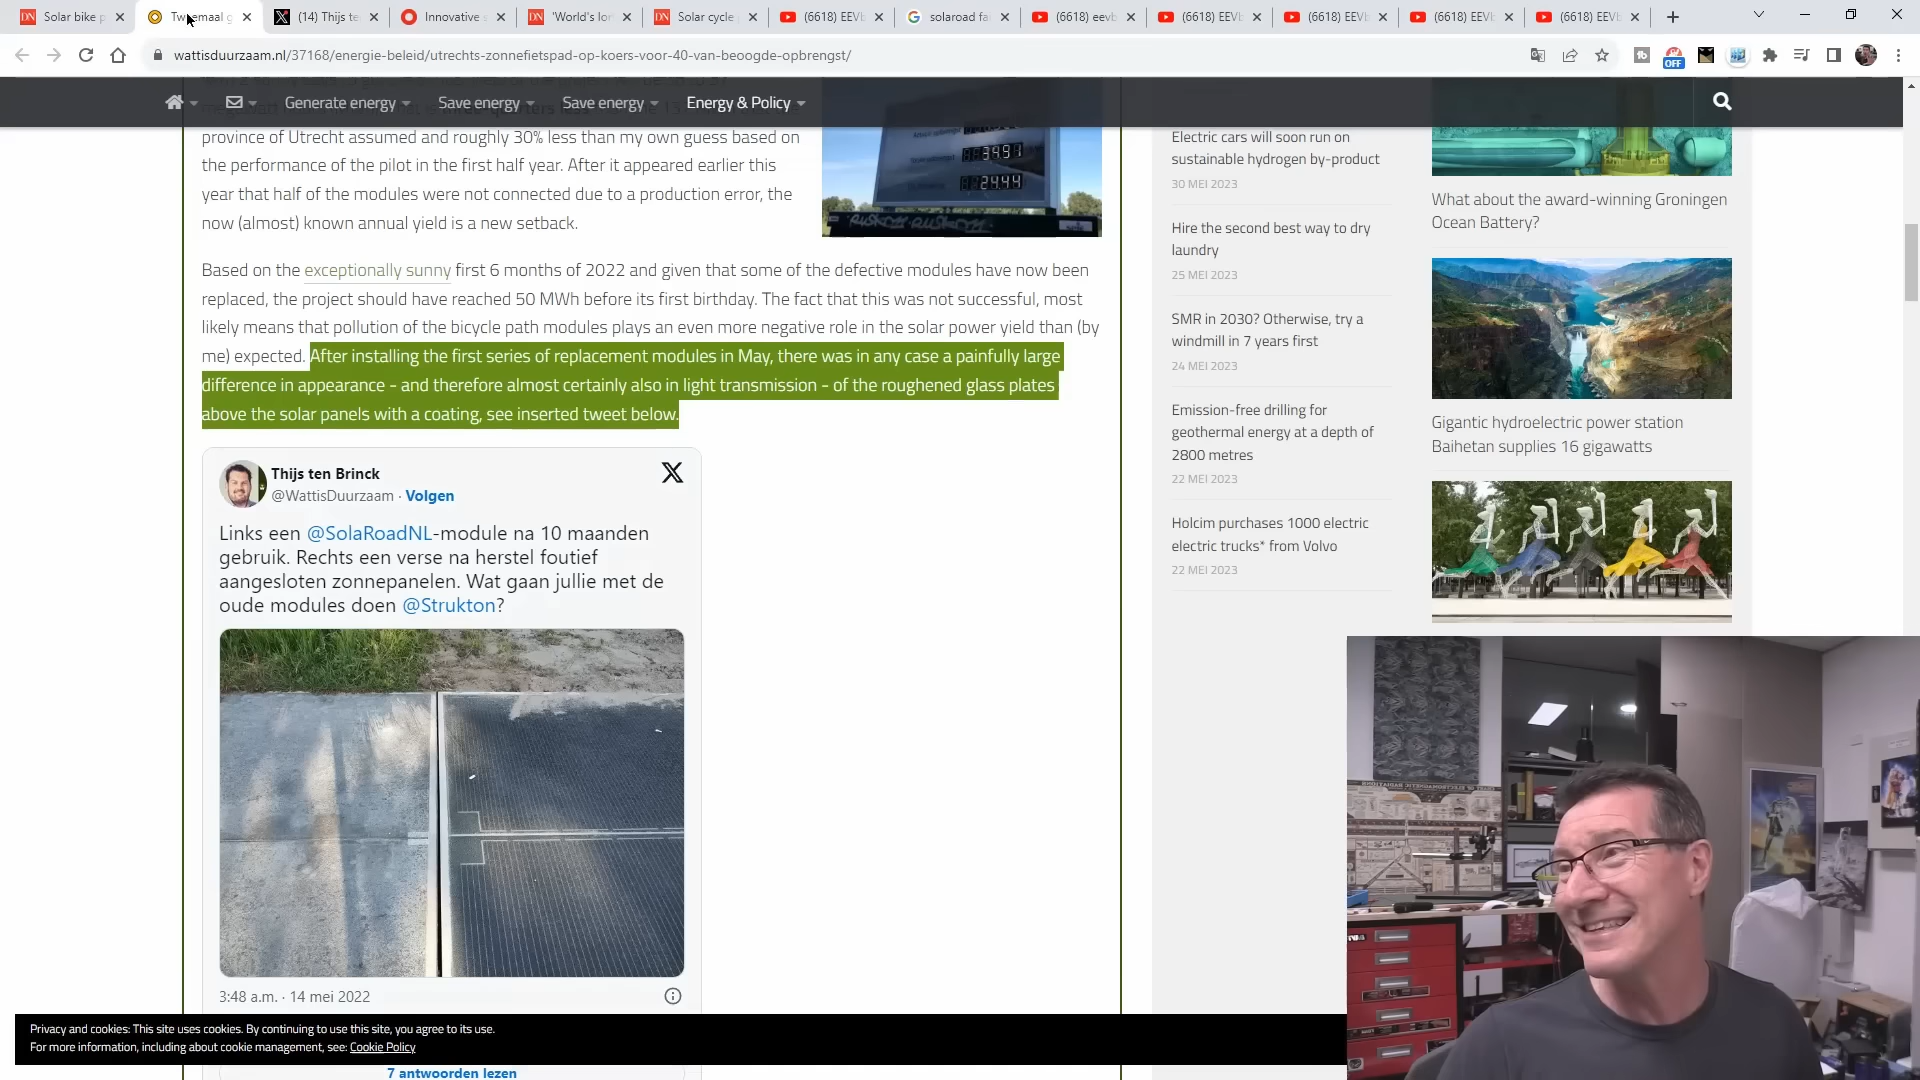 Solar bike p
Tweemaal g
(14) Thijs te
Innovative
'World's lor
Solar cycle
(6618) EEVb
solaroad fa
(6618) eevb
(6618) EEVb
(6618) EEVb
(6618) EEVb
(6618) EEVb
wattisduurzaam.nl/37168/energie-beleid/utrechts-zonnefietspad-op-koers-voor-40-van-beoogde-opbrengst/
OFF
Generate energy
Save energy
Save energy
Energy & Policy
province of Utrecht assumed and roughly 30% less than my own guess based on
the performance of the pilot in the first half year. After it appeared earlier this
year that half of the modules were not connected due to a production error, the
now (almost) known annual yield is a new setback.
Based on the exceptionally sunny first 6 months of 2022 and given that some of the defective modules have now been
replaced, the project should have reached 50 MWh before its first birthday. The fact that this was not successful, most
likely means that pollution of the bicycle path modules plays an even more negative role in the solar power yield than (by
me) expected. After installing the first series of replacement modules in May, there was in any case a painfully large
difference in appearance - and therefore almost certainly also in light transmission - of the roughened glass plates
above the solar panels with a coating, see inserted tweet below.
Thijs ten Brinck
@WattisDuurzaam · Volgen
Links een @SolaRoadNL-module na 10 maanden
gebruik. Rechts een verse na herstel foutief
aangesloten zonnepanelen. Wat gaan jullie met de
oude modules doen @Strukton?
3:48 a.m. · 14 mei 2022
7 antwoorden lezen
Electric cars will soon run on
sustainable hydrogen by-product
30 MEI 2023
Hire the second best way to dry
laundry
25 MEI 2023
SMR in 2030? Otherwise, try a
windmill in 7 years first
24 MEI 2023
Emission-free drilling for
geothermal energy at a depth of
2800 metres
22 MEI 2023
Holcim purchases 1000 electric
electric trucks* from Volvo
22 MEI 2023
What about the award-winning Groningen
Ocean Battery?
Gigantic hydroelectric power station
Baihetan supplies 16 gigawatts
Privacy and cookies: This site uses cookies. By continuing to use this site, you agree to its use.
For more information, including about cookie management, see: Cookie Policy